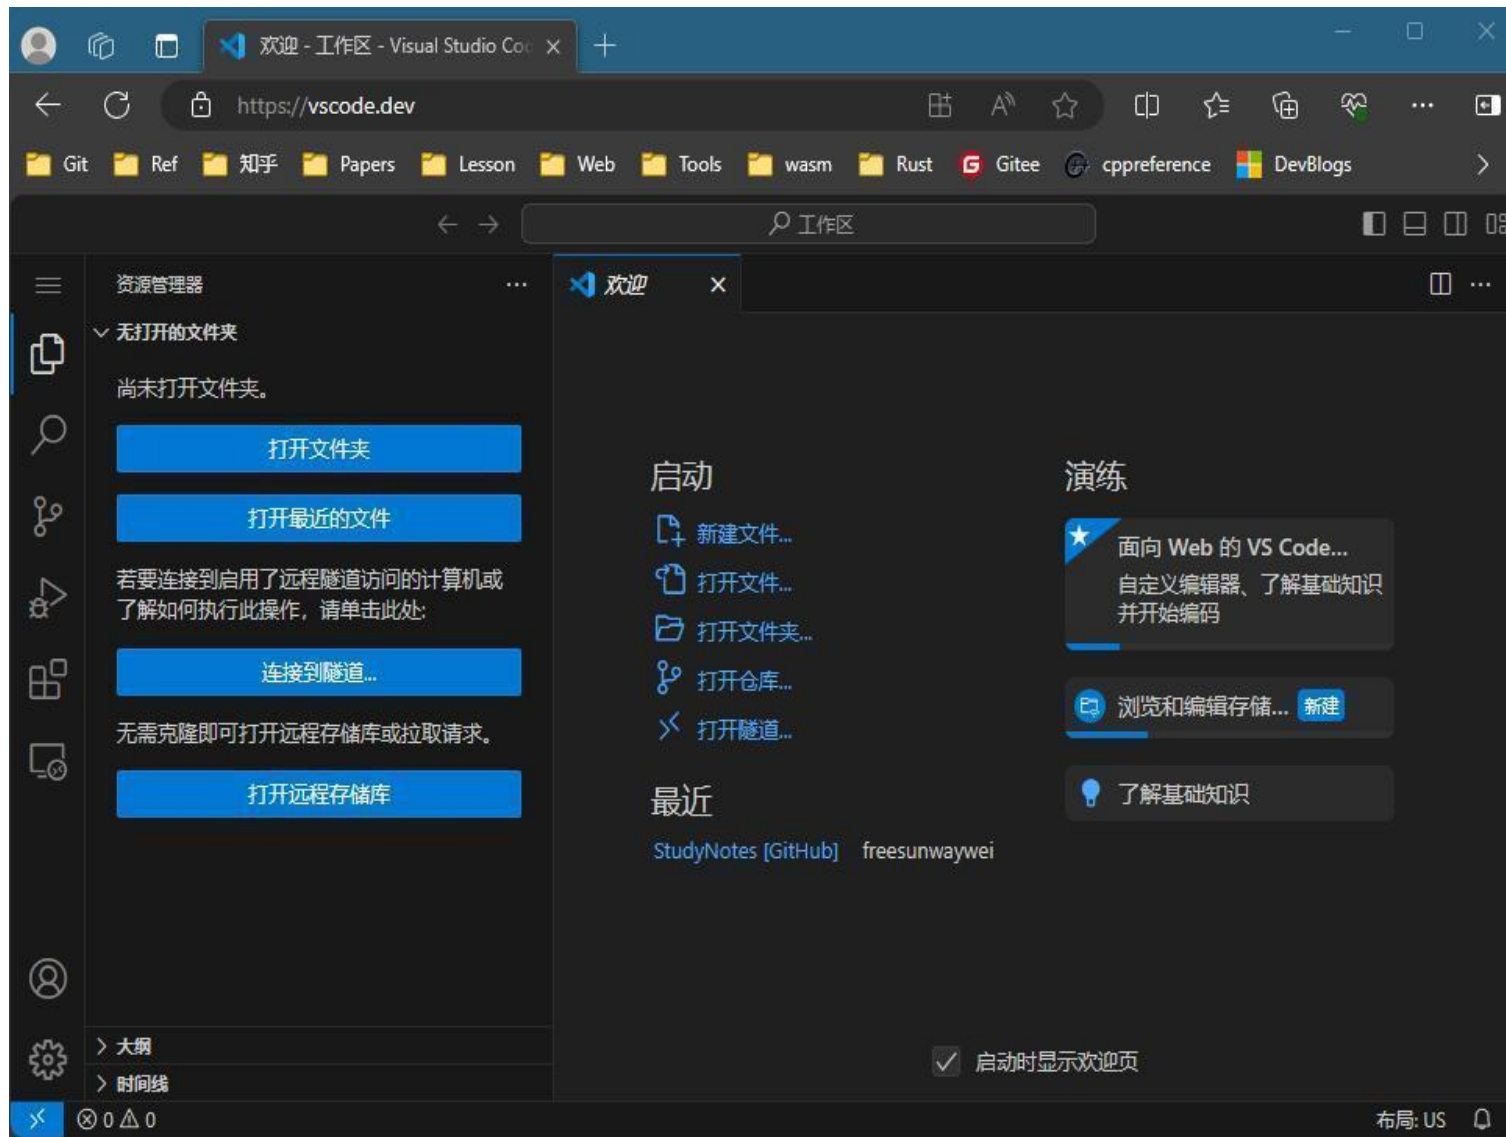 欢迎 - 工作区 - Visual Studio Co
https://vscode.dev
Git Ref 知乎 Papers Lesson Web Tools wasm Rust Gitee cppreference DevBlogs
工作区
资源管理器
欢迎
无打开的文件夹
尚未打开文件夹。
打开文件夹
打开最近的文件
若要连接到启用了远程隧道访问的计算机或
了解如何执行此操作，请单击此处:
连接到隧道...
无需克隆即可打开远程存储库或拉取请求。
打开远程存储库
启动
新建文件...
打开文件...
打开文件夹...
打开仓库...
打开隧道...
最近
StudyNotes [GitHub] freesunwaywei
演练
面向 Web 的 VS Code...
自定义编辑器、了解基础知识
并开始编码
浏览和编辑存储... 新建
了解基础知识
启动时显示欢迎页
大纲
时间线
0 0
布局: US